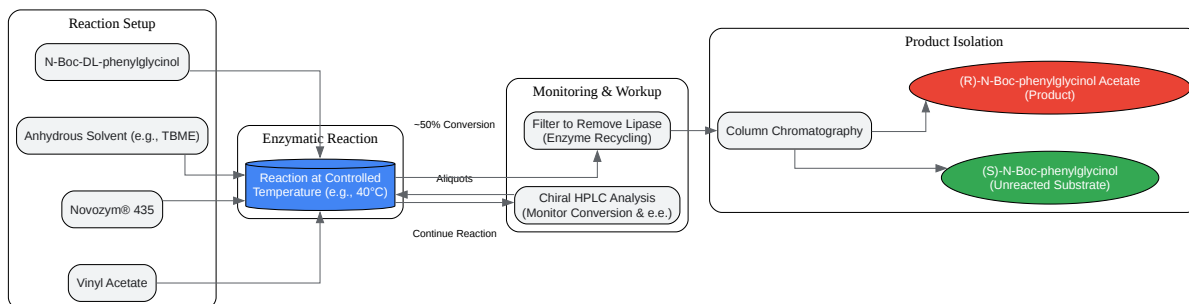 Reaction Setup
N-Boc-DL-phenylglycinol
Anhydrous Solvent (e.g., TBME)
Novozym® 435
Vinyl Acetate
Enzymatic Reaction
Reaction at Controlled
Temperature (e.g., 40°C)
~50% Conversion
Aliquots
Continue Reaction
Monitoring & Workup
Filter to Remove Lipase
(Enzyme Recycling)
Chiral HPLC Analysis
(Monitor Conversion & e.e.)
Product Isolation
Column Chromatography
(R)-N-Boc-phenylglycinol Acetate
(Product)
(S)-N-Boc-phenylglycinol
(Unreacted Substrate)